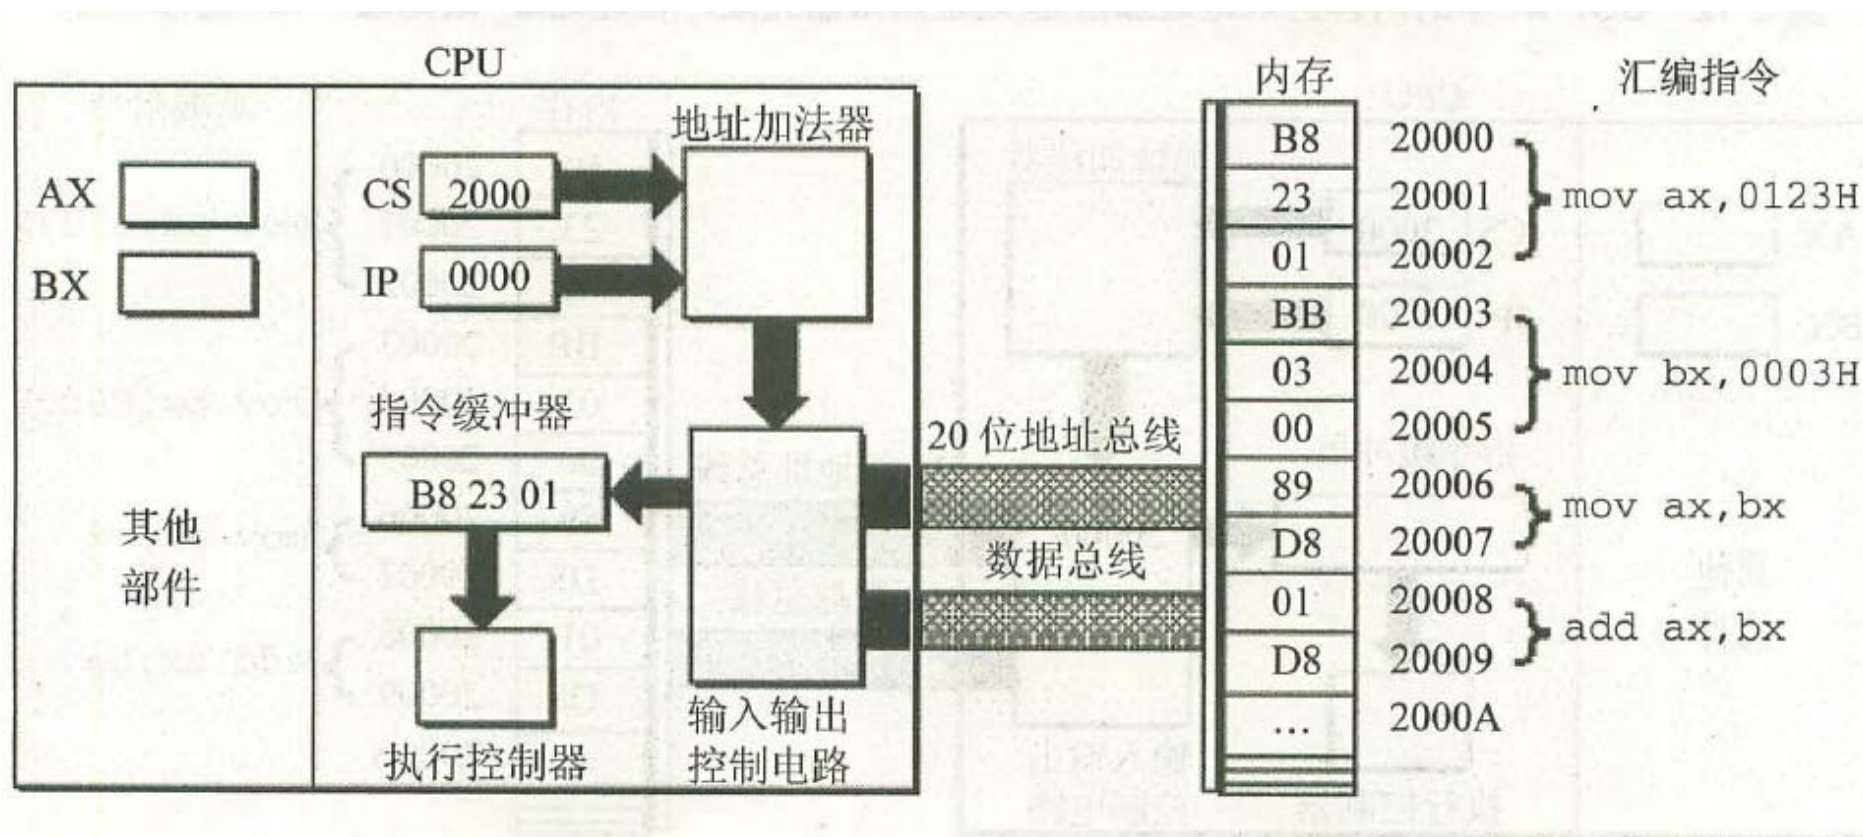 CPU
AX
BX
其他
部件
CS 2000
IP 0000
地址加法器
指令缓冲器
B8 23 01
执行控制器
输入输出
控制电路
20 位地址总线
数据总线
内存 汇编指令
B8 20000
23 20001 mov ax,0123H
01 20002
BB 20003
03 20004 mov bx,0003H
00 20005
89 20006 mov ax,bx
D8 20007
01 20008 add ax,bx
D8 20009
... 2000A